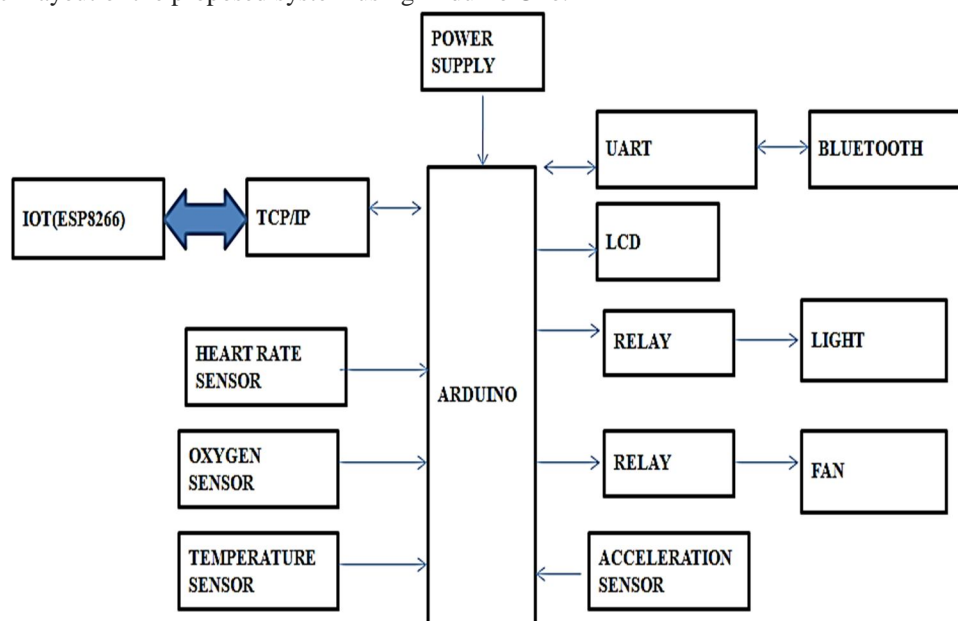 POWER
SUPPLY
UART
BLUETOOTH
IOT(ESP8266)
TCP/IP
LCD
HEART RATE
SENSOR
RELAY
LIGHT
ARDUINO
OXYGEN
SENSOR
RELAY
FAN
TEMPERATURE
SENSOR
ACCELERATION
SENSOR